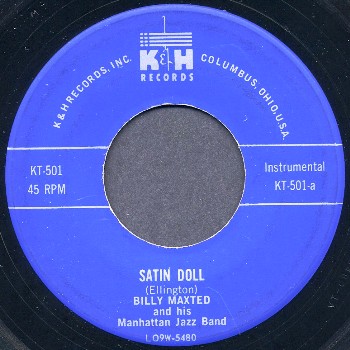 K&H
RECORDS
K & H RECORDS, INC.
COLUMBUS, OHIO, U.S.A.
KT-501
45 RPM
Instrumental
KT-501-a
SATIN DOLL
(Ellington)
BILLY MAXTED
and his
Manhattan Jazz Band
LO9W-5480